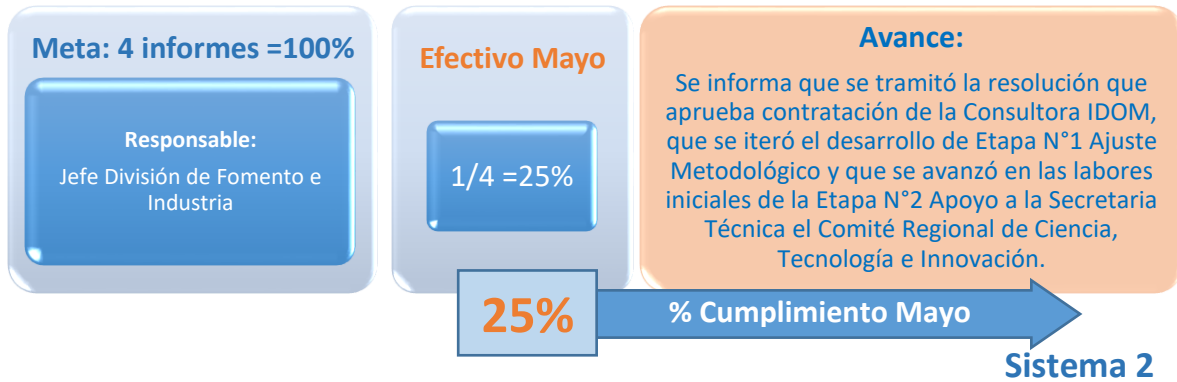 Meta: 4 informes =100%
Responsable:
Jefe División de Fomento e
Industria
Efectivo Mayo
1/4 =25%
Avance:
Se informa que se tramitó la resolución que
aprueba contratación de la Consultora IDOM,
que se iteró el desarrollo de Etapa N°1 Ajuste
Metodológico y que se avanzó en las labores
iniciales de la Etapa N°2 Apoyo a la Secretaria
Técnica el Comité Regional de Ciencia,
Tecnología e Innovación.
25%
% Cumplimiento Mayo
Sistema 2